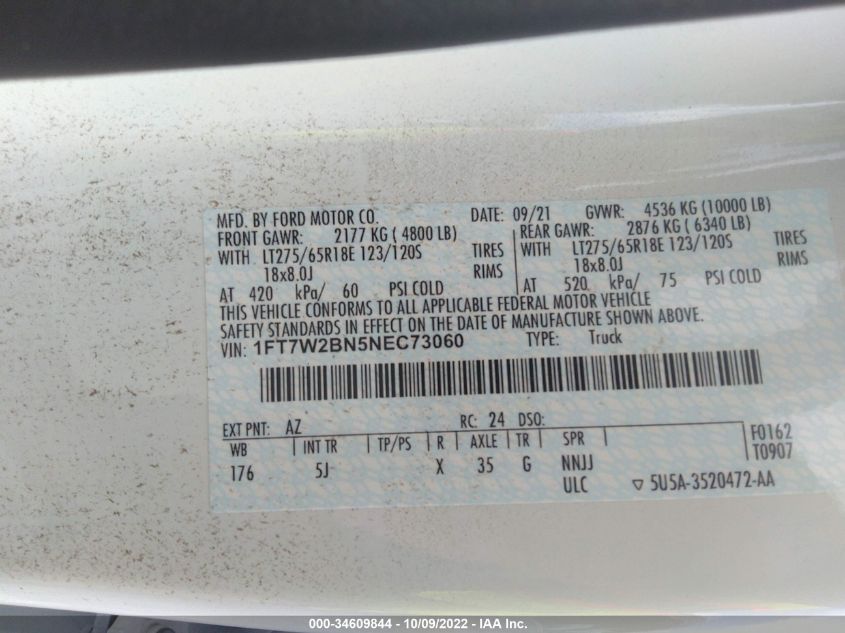 MFD. BY FORD MOTOR CO. DATE: 09/21 GVWR: 4536 KG (10000 LB)
FRONT GAWR: 2177 KG ( 4800 LB) REAR GAWR: 2876 KG ( 6340 LB)
WITH LT275/65R18E 123/120S TIRES WITH LT275/65R18E 123/120S TIRES
18x8.0J RIMS 18x8.0J RIMS
AT 420 kPa/ 60 PSI COLD AT 520 kPa/ 75 PSI COLD
THIS VEHICLE CONFORMS TO ALL APPLICABLE FEDERAL MOTOR VEHICLE
SAFETY STANDARDS IN EFFECT ON THE DATE OF MANUFACTURE SHOWN ABOVE.
VIN: 1FT7W2BN5NEC73060 TYPE: Truck
EXT PNT: AZ RC: 24 DSO:
WB INT TR TP/PS R AXLE TR SPR F0162
176 5J X 35 G NNJJ T0907
ULC ▽ 5U5A-3520472-AA
000-34609844 - 10/09/2022 - IAA Inc.